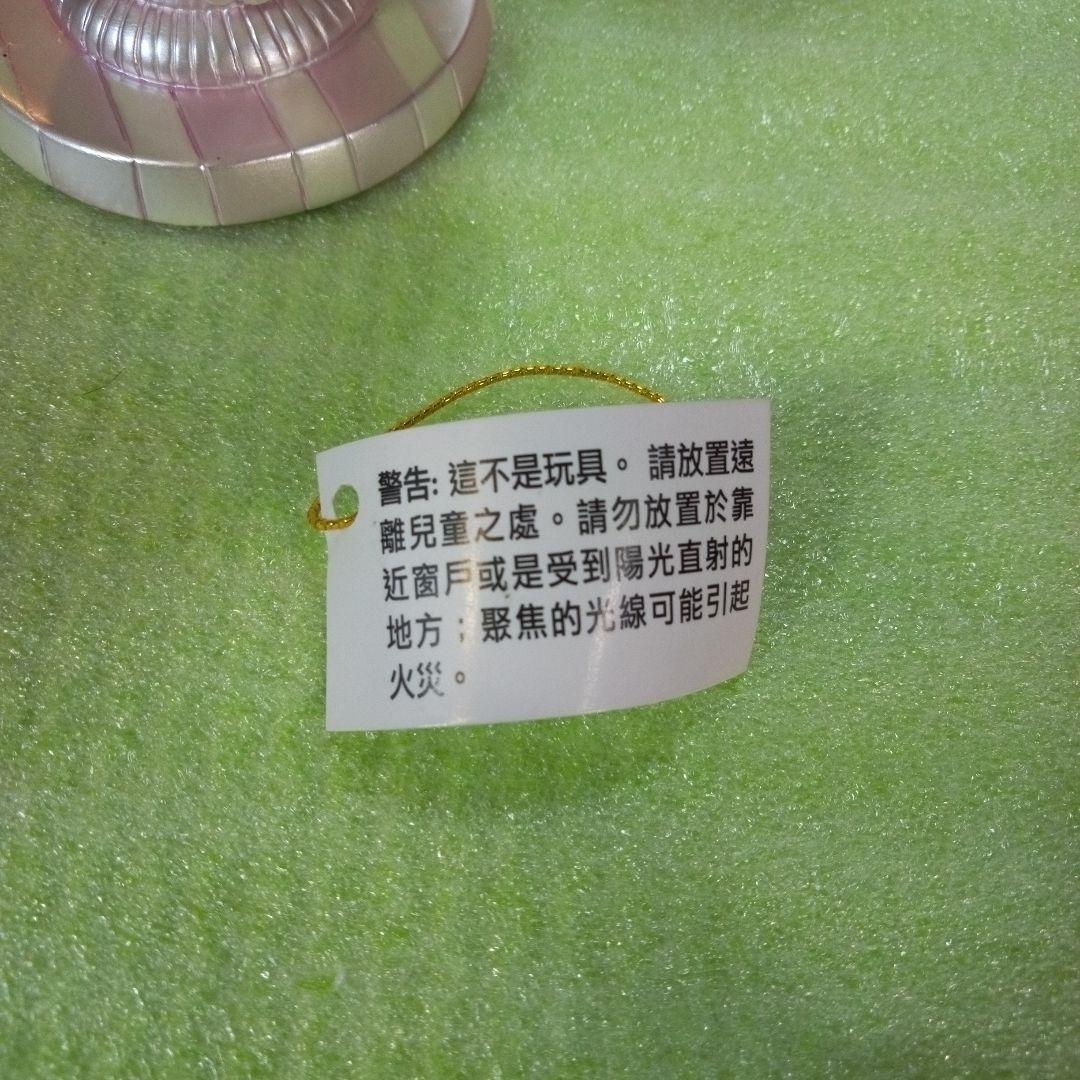 警告: 這不是玩具。 請放置遠
離兒童之處。請勿放置於靠
近窗戶或是受到陽光直射的
地方；聚焦的光線可能引起
火災。